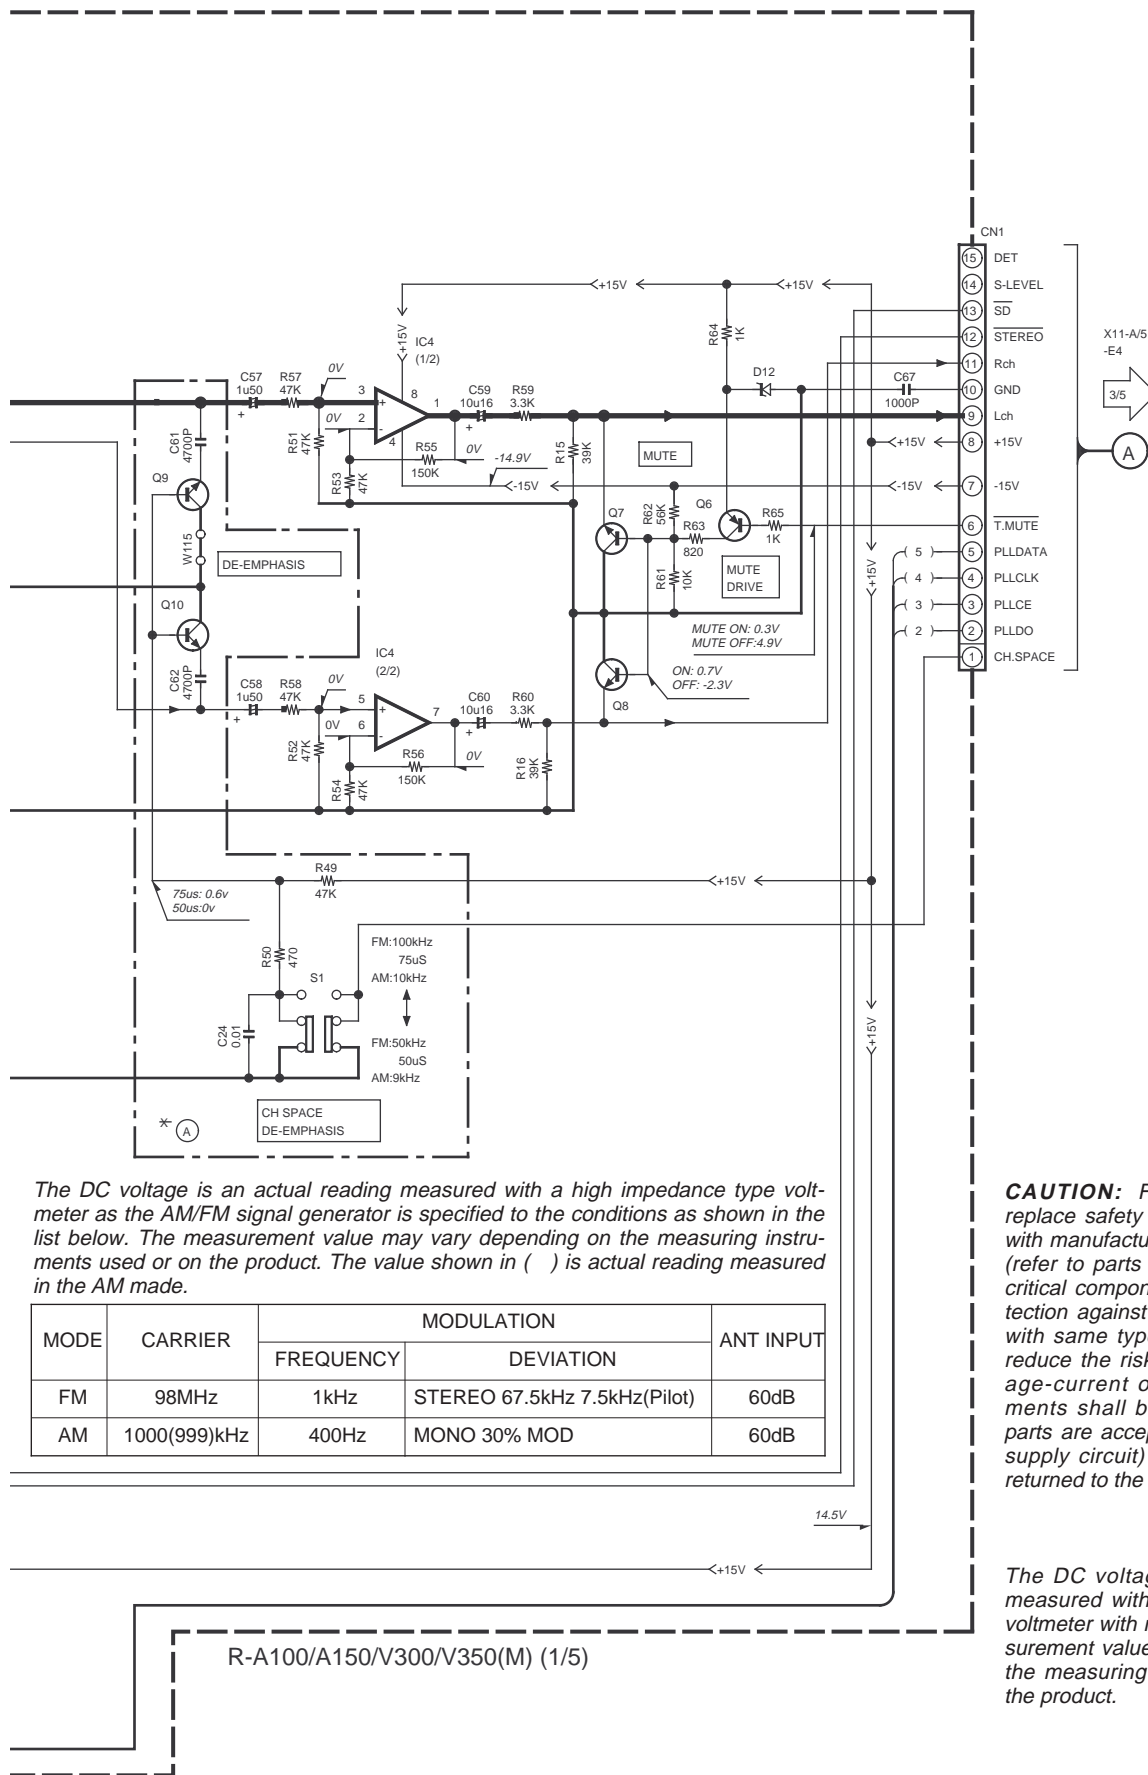 CN1
15 DET
14 S-LEVEL
13 SD
12 STEREO
11 Rch
10 GND
9 Lch
8 +15V
7 -15V
6 T.MUTE
5 PLLDATA
4 PLLCLK
3 PLLCE
2 PLLDO
1 CH.SPACE
X11-A/5
-E4
3/5
A
+15V
+15V
+15V
IC4
(1/2)
R64
1K
D12
C67
1000P
C57
1u50
+
R57
47K
0V
3
+
8
2
-
0V
4
1
C59
10u16
+
R59
3.3K
C61
4700P
R51
47K
R53
47K
R55
150K
0V
-14.9V
R15
39K
MUTE
+15V
-15V
-15V
Q9
W115
DE-EMPHASIS
Q10
Q7
R62
56K
R63
820
R61
10K
Q6
R65
1K
MUTE
DRIVE
+15V
( 5 )
( 4 )
( 3 )
( 2 )
MUTE ON: 0.3V
MUTE OFF:4.9V
ON: 0.7V
OFF: -2.3V
Q8
IC4
(2/2)
C62
4700P
C58
1u50
+
R58
47K
0V
5
+
0V
6
-
7
C60
10u16
+
R60
3.3K
R52
47K
R54
47K
R56
150K
0V
R16
39K
R49
47K
+15V
75us: 0.6v
50us:0v
R50
470
S1
FM:100kHz
75uS
AM:10kHz
C24
0.01
FM:50kHz
50uS
AM:9kHz
+15V
CH SPACE
DE-EMPHASIS
* A
The DC voltage is an actual reading measured with a high impedance type volt-
meter as the AM/FM signal generator is specified to the conditions as shown in the
list below. The measurement value may vary depending on the measuring instru-
ments used or on the product. The value shown in ( ) is actual reading measured
in the AM made.
MODE CARRIER MODULATION ANT INPUT
FREQUENCY DEVIATION
FM 98MHz 1kHz STEREO 67.5kHz 7.5kHz(Pilot) 60dB
AM 1000(999)kHz 400Hz MONO 30% MOD 60dB
14.5V
+15V
R-A100/A150/V300/V350(M) (1/5)
CAUTION: F
replace safety
with manufactu
(refer to parts
critical compon
tection against
with same type
reduce the risk
age-current o
ments shall b
parts are accep
supply circuit)
returned to the
The DC voltag
measured with
voltmeter with
surement value
the measuring
the product.